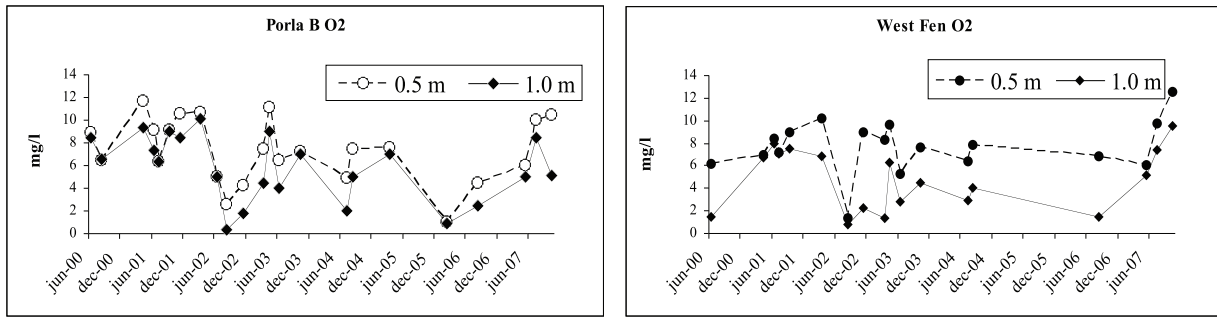 Porla B O2
14
12
10
8
6
4
2
0
mg/l
0.5 m
1.0 m
jun-00
dec-00
jun-01
dec-01
jun-02
dec-02
jun-03
dec-03
jun-04
dec-04
jun-05
dec-05
jun-06
dec-06
jun-07
West Fen O2
14
12
10
8
6
4
2
0
mg/l
0.5 m
1.0 m
jun-00
dec-00
jun-01
dec-01
jun-02
dec-02
jun-03
dec-03
jun-04
dec-04
jun-05
dec-05
jun-06
dec-06
jun-07